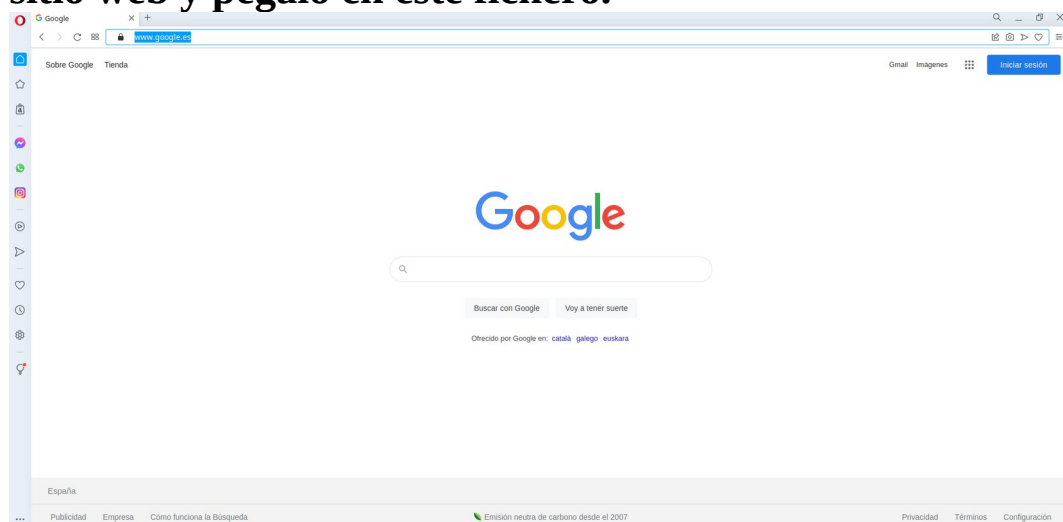 sitio web y pégalo en este fichero.
Google
www.google.es
Sobre Google Tienda Gmail Imágenes Iniciar sesión
Google
Buscar con Google Voy a tener suerte
Ofrecido por Google en: català galego euskara
España
Publicidad Empresa Cómo funciona la Búsqueda Emisión neutra de carbono desde el 2007 Privacidad Términos Configuración